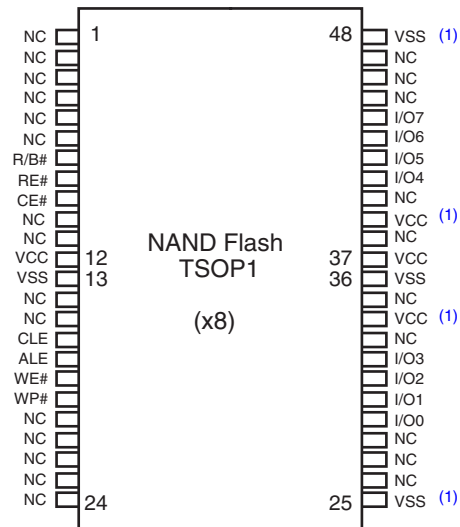 NC 1 48 VSS (1)
NC NC
NC NC
NC NC
NC I/O7
NC I/O6
R/B# I/O5
RE# I/O4
CE# NC
NC VCC (1)
NC NC
VCC 12 NAND Flash 37 VCC
VSS 13 TSOP1 36 VSS
NC NC
NC (x8) VCC (1)
CLE NC
ALE I/O3
WE# I/O2
WP# I/O1
NC I/O0
NC NC
NC NC
NC NC
NC 24 25 VSS (1)